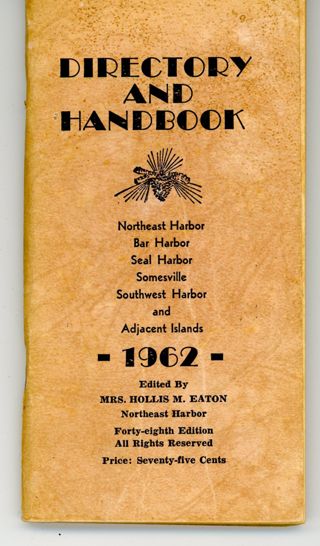 DIRECTORY
AND
HANDBOOK
Northeast Harbor
Bar Harbor
Seal Harbor
Somesville
Southwest Harbor
and
Adjacent Islands
- 1962 -
Edited By
MRS. HOLLIS M. EATON
Northeast Harbor
Forty-eighth Edition
All Rights Reserved
Price: Seventy-five Cents